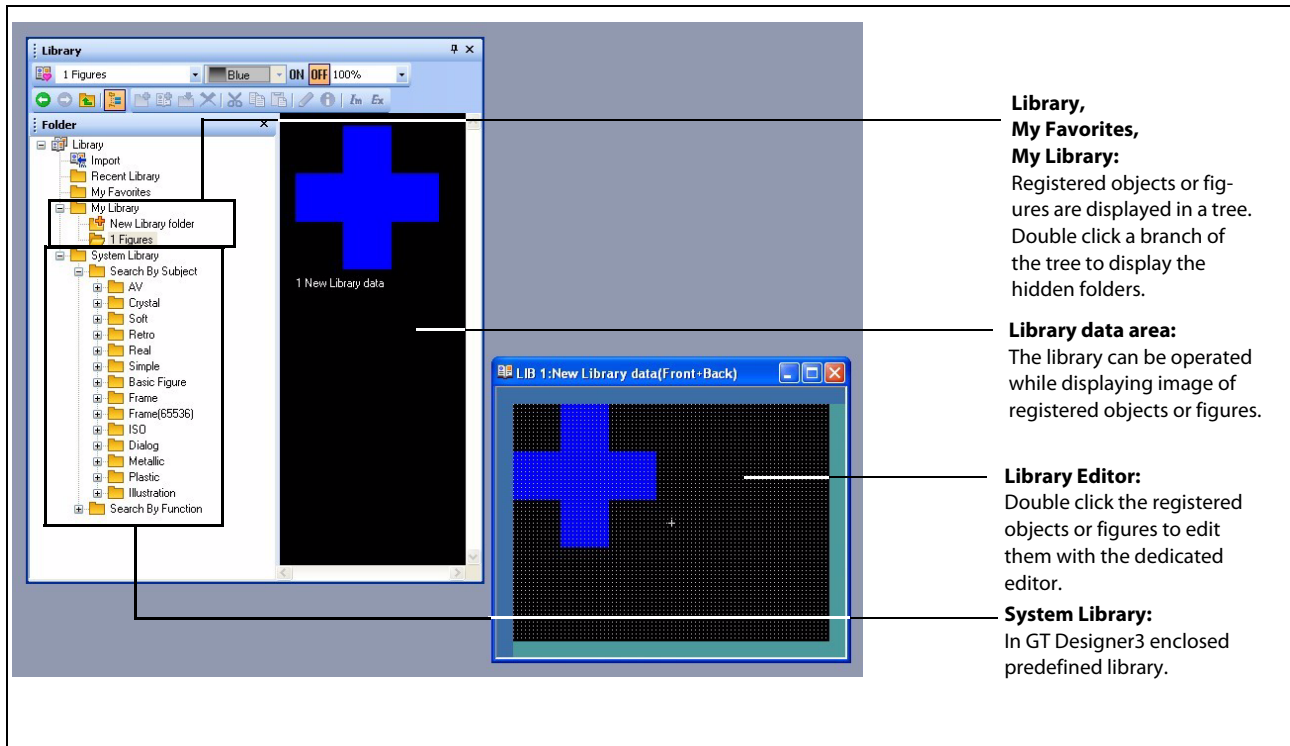 Library
1 Figures
Blue
ON OFF 100%
Im Ex
Folder
Library
Import
Recent Library
My Favorites
My Library
New Library folder
1 Figures
System Library
Search By Subject
AV
Crystal
Soft
Retro
Real
Simple
Basic Figure
Frame
Frame(65536)
ISO
Dialog
Metallic
Plastic
Illustration
Search By Function
1 New Library data
LIB 1:New Library data(Front+Back)
Library,
My Favorites,
My Library:
Registered objects or fig-
ures are displayed in a tree.
Double click a branch of
the tree to display the
hidden folders.
Library data area:
The library can be operated
while displaying image of
registered objects or figures.
Library Editor:
Double click the registered
objects or figures to edit
them with the dedicated
editor.
System Library:
In GT Designer3 enclosed
predefined library.